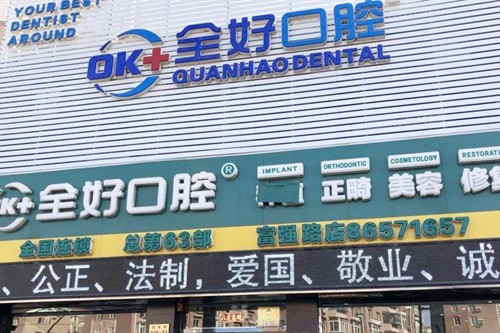 YOUR BEST
DENTIST
AROUND
OK+ 全好口腔
QUANHAO DENTAL
OK+ 全好口腔®
IMPLANT ORTHODONTIC COSMETOLOGY RESTORATI
正畸 美容 修
全国连锁 总第63部 富强路店86571657
、公正、法制，爱国、敬业、诚